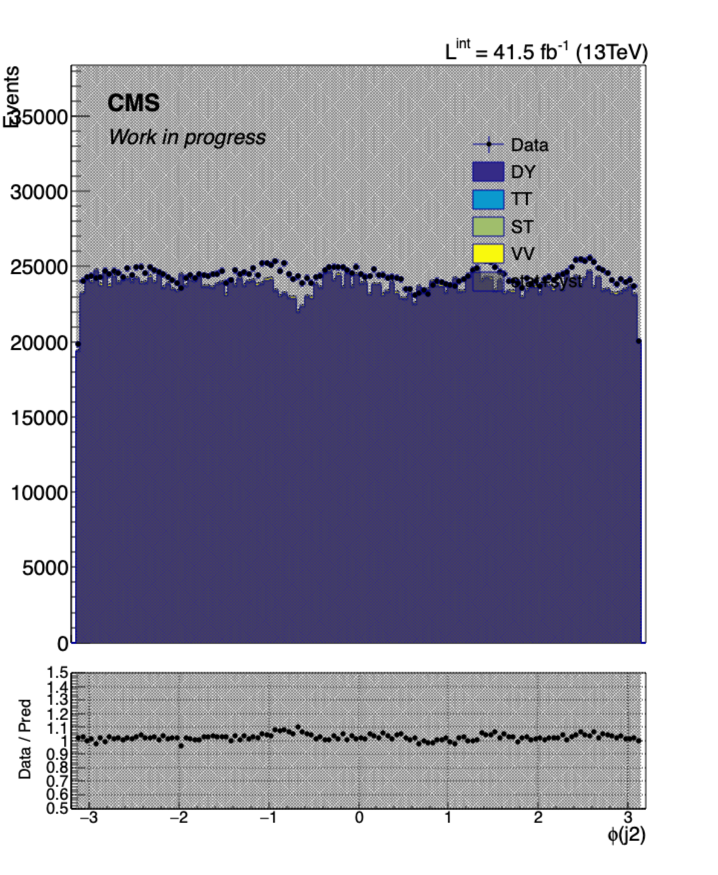 L^int = 41.5 fb^-1 (13TeV)
Events
CMS
Work in progress
Data
DY
TT
ST
VV
stat+syst
35000
30000
25000
20000
15000
10000
5000
0
Data / Pred
1.5
1.4
1.3
1.2
1.1
1
0.9
0.8
0.7
0.6
0.5
−3 −2 −1 0 1 2 3
ϕ(j2)